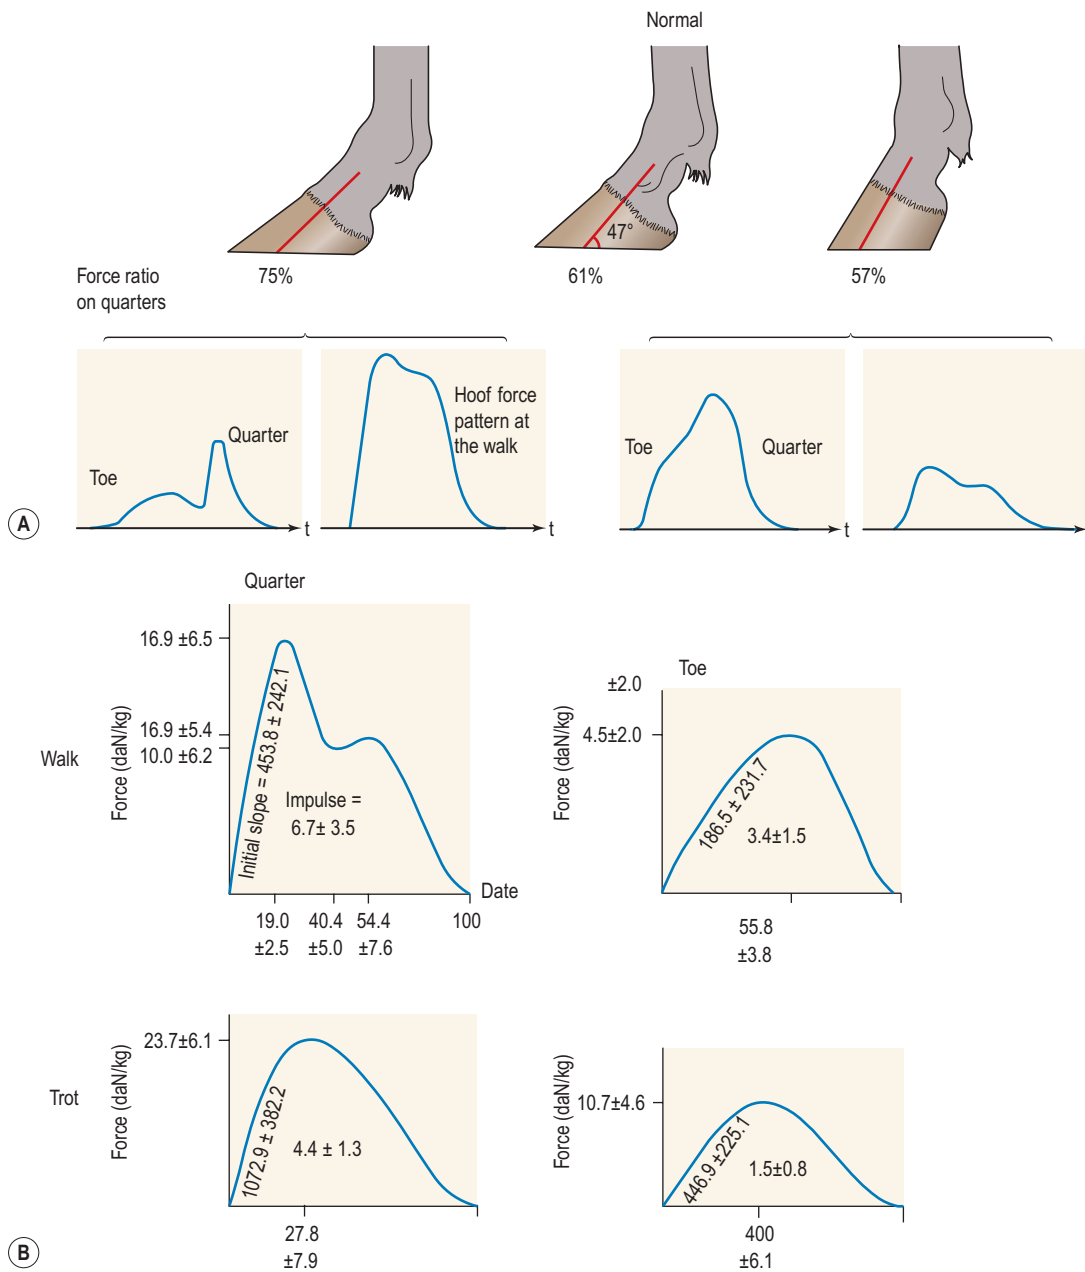 Normal
47°
Force ratio
on quarters
75%
61%
57%
Toe
Quarter
t
Hoof force
pattern at
the walk
t
Toe
Quarter
t
A
Quarter
Walk
Force (daN/kg)
16.9 ±6.5
16.9 ±5.4
10.0 ±6.2
Initial slope = 453.8 ± 242.1
Impulse =
6.7± 3.5
Date
19.0
±2.5
40.4
±5.0
54.4
±7.6
100
Toe
±2.0
Force (daN/kg)
4.5±2.0
186.5 ± 231.7
3.4±1.5
55.8
±3.8
Trot
Force (daN/kg)
23.7±6.1
1072.9 ± 382.2
4.4 ± 1.3
27.8
±7.9
Force (daN/kg)
10.7±4.6
446.9 ±225.1
1.5±0.8
400
±6.1
B